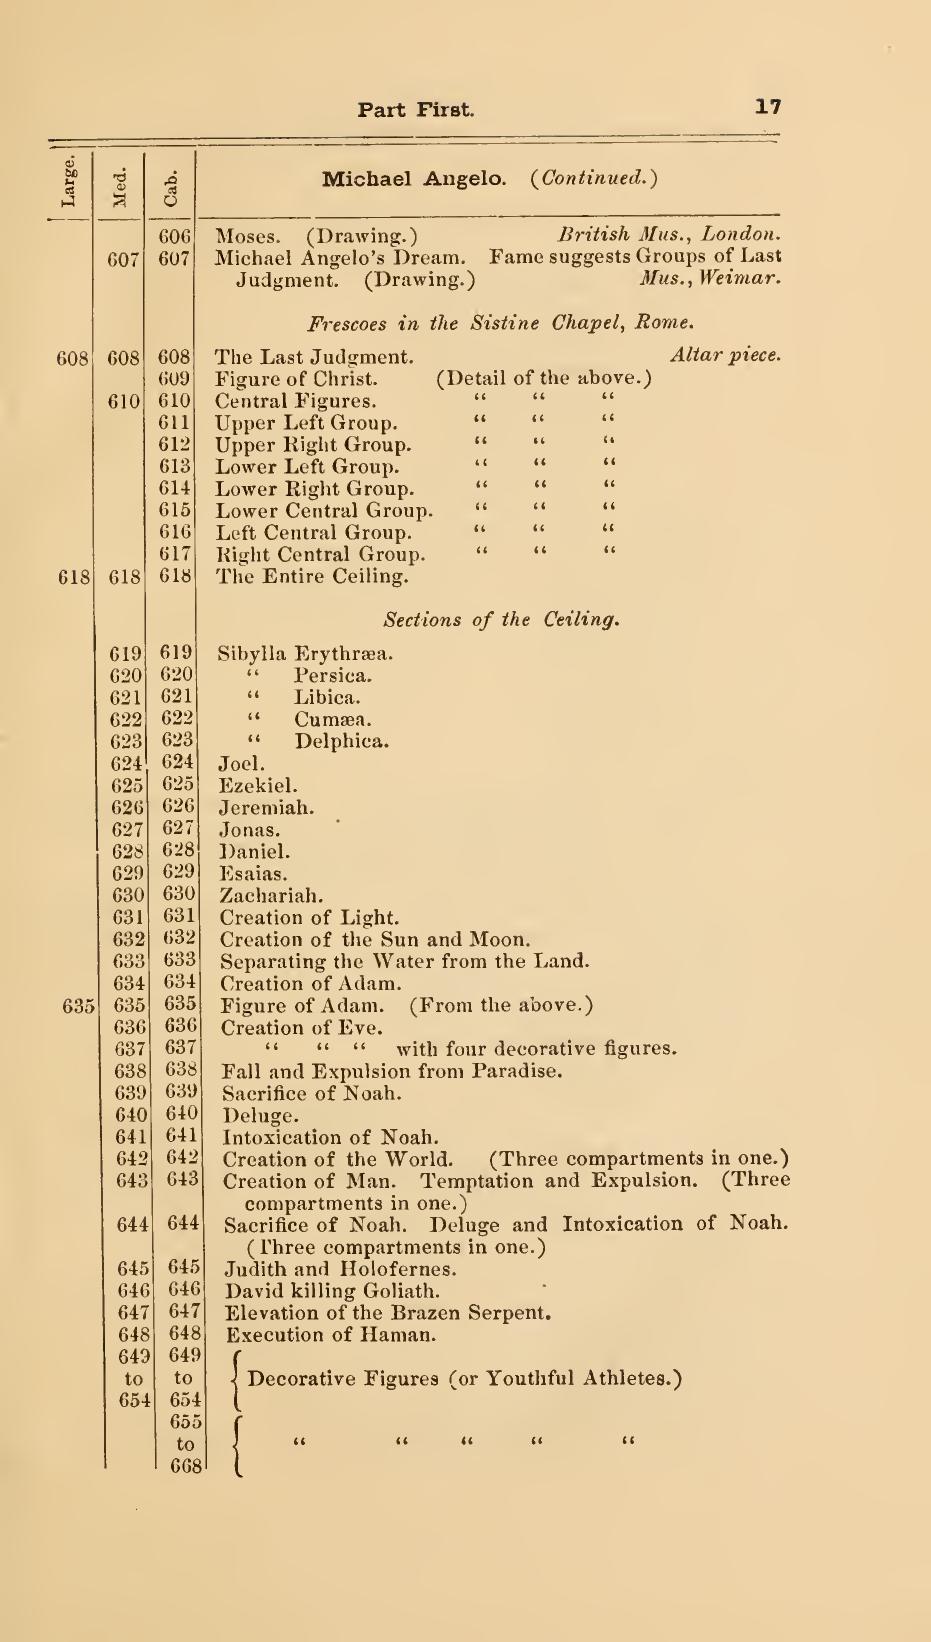 Part First. 17
Large. Med. Cab. Michael Angelo. (Continued.)
606 Moses. (Drawing.) British Mus., London.
607 607 Michael Angelo's Dream. Fame suggests Groups of Last
Judgment. (Drawing.) Mus., Weimar.
Frescoes in the Sistine Chapel, Rome.
608 608 608 The Last Judgment. Altar piece.
609 Figure of Christ. (Detail of the above.)
610 610 Central Figures. “ “ “
611 Upper Left Group. “ “ “
612 Upper Right Group. “ “ “
613 Lower Left Group. “ “ “
614 Lower Right Group. “ “ “
615 Lower Central Group. “ “ “
616 Left Central Group. “ “ “
617 Right Central Group. “ “ “
618 618 618 The Entire Ceiling.
Sections of the Ceiling.
619 619 Sibylla Erythræa.
620 620 “ Persica.
621 621 “ Libica.
622 622 “ Cumæa.
623 623 “ Delphica.
624 624 Joel.
625 625 Ezekiel.
626 626 Jeremiah.
627 627 Jonas.
628 628 Daniel.
629 629 Esaias.
630 630 Zachariah.
631 631 Creation of Light.
632 632 Creation of the Sun and Moon.
633 633 Separating the Water from the Land.
634 634 Creation of Adam.
635 635 635 Figure of Adam. (From the above.)
636 636 Creation of Eve.
637 637 “ “ “ with four decorative figures.
638 638 Fall and Expulsion from Paradise.
639 639 Sacrifice of Noah.
640 640 Deluge.
641 641 Intoxication of Noah.
642 642 Creation of the World. (Three compartments in one.)
643 643 Creation of Man. Temptation and Expulsion. (Three
compartments in one.)
644 644 Sacrifice of Noah. Deluge and Intoxication of Noah.
(Three compartments in one.)
645 645 Judith and Holofernes.
646 646 David killing Goliath.
647 647 Elevation of the Brazen Serpent.
648 648 Execution of Haman.
649 649
to to Decorative Figures (or Youthful Athletes.)
654 654
655
to “ “ “ “ “
668